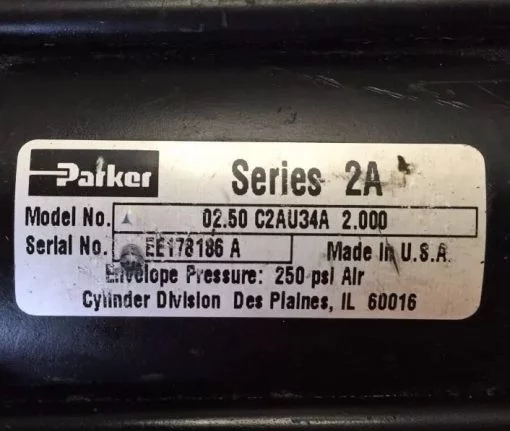 Parker
Series 2A
Model No. 02.50 C2AU34A 2.000
Serial No. EE178186 A Made In U.S.A.
Envelope Pressure: 250 psi Air
Cylinder Division Des Plaines, IL 60016